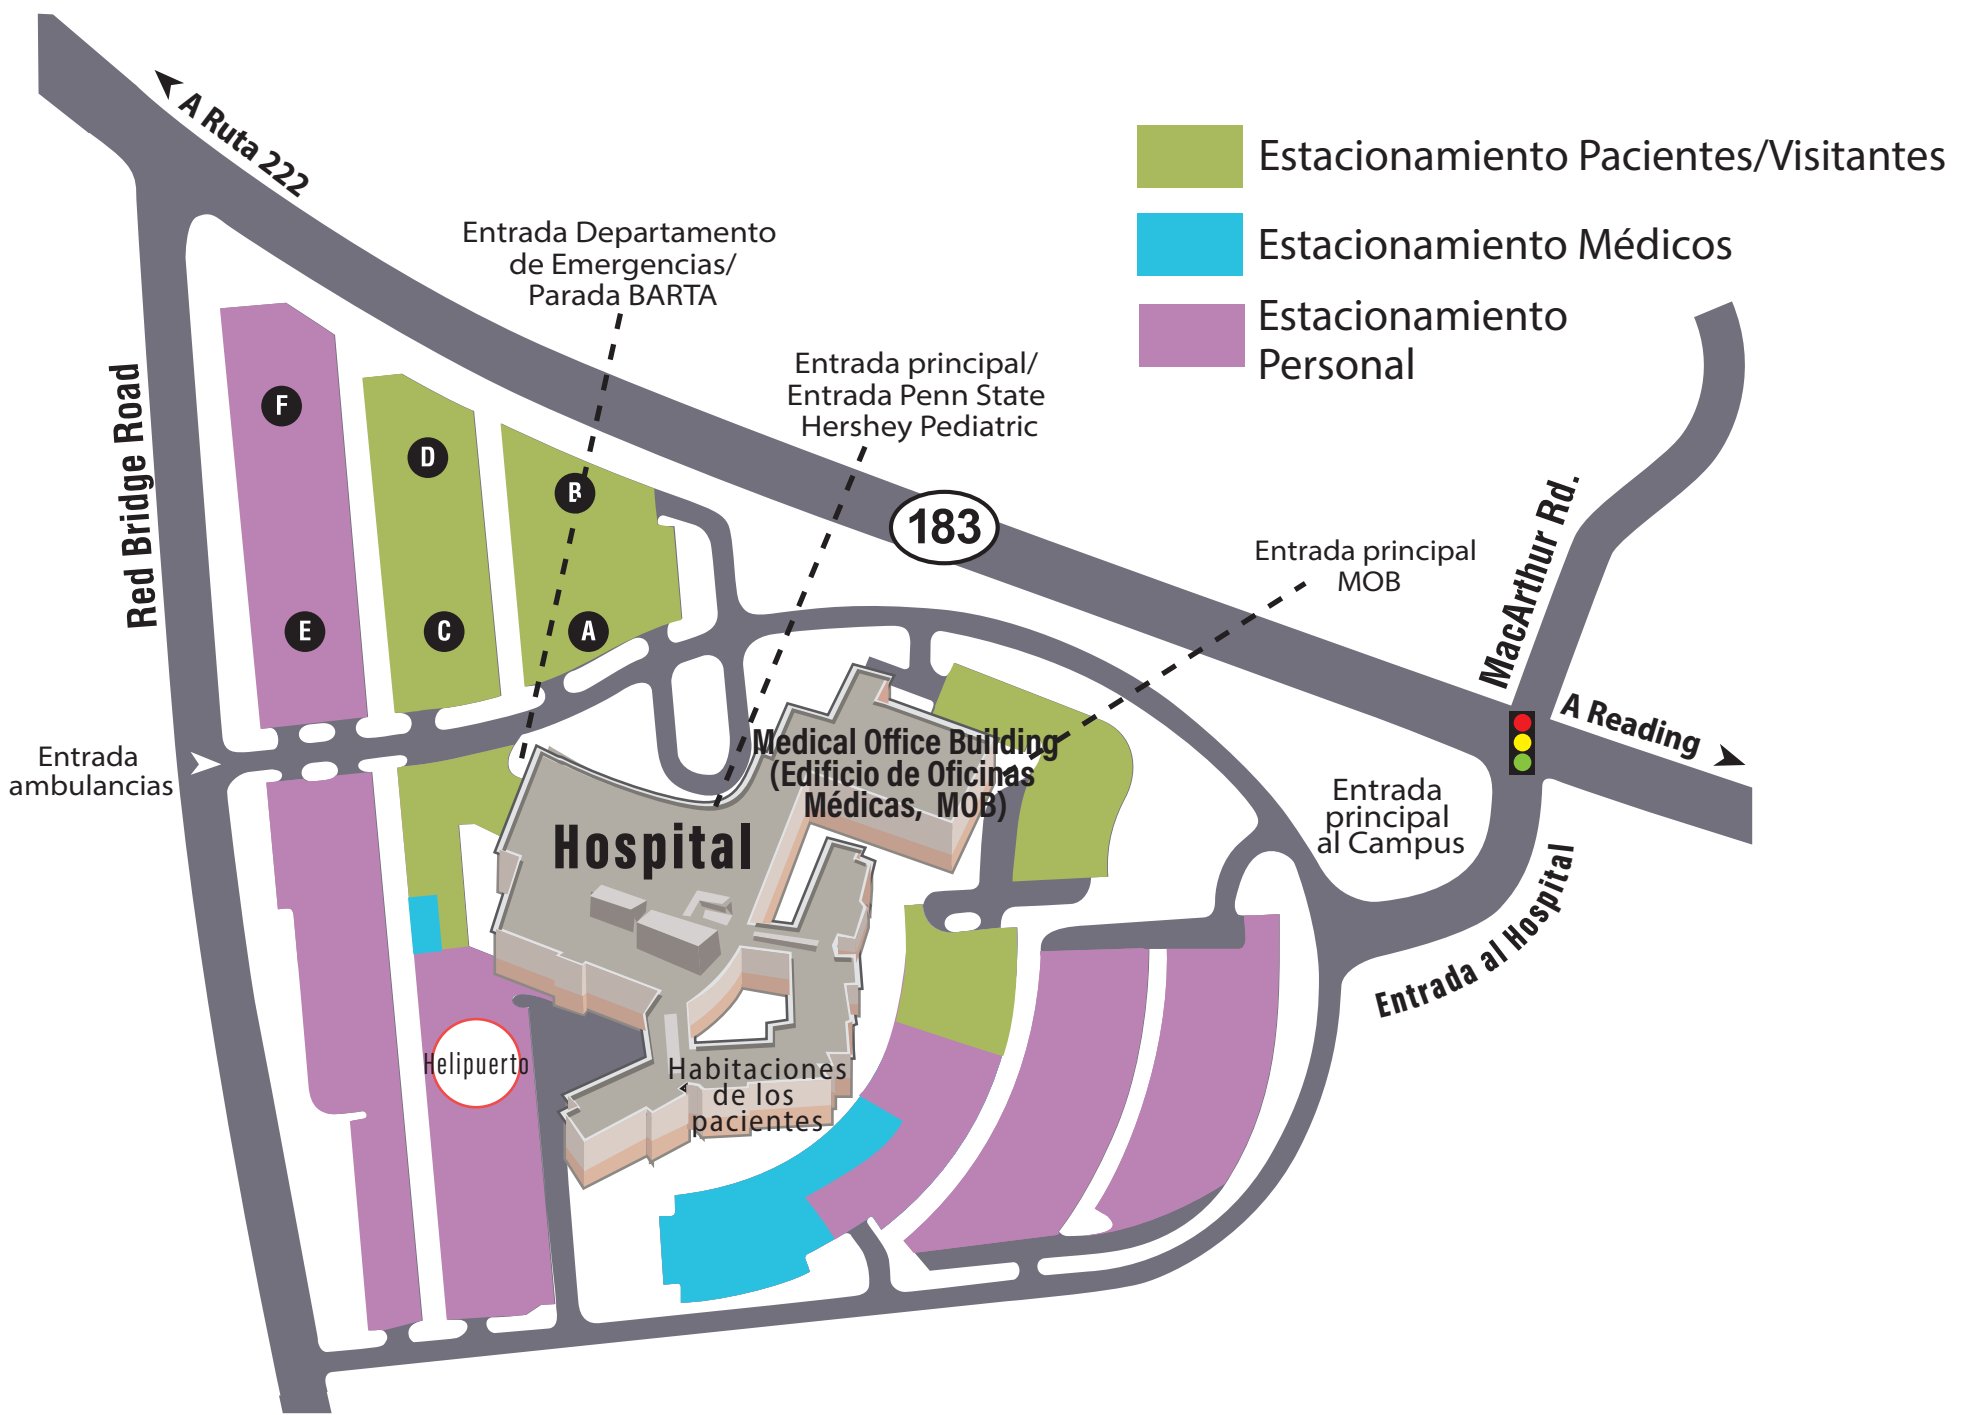 A Ruta 222
Estacionamiento Pacientes/Visitantes
Estacionamiento Médicos
Estacionamiento
Personal
Entrada Departamento
de Emergencias/
Parada BARTA
Entrada principal/
Entrada Penn State
Hershey Pediatric
Red Bridge Road
F
D
B
E
C
A
183
Entrada principal
MOB
MacArthur Rd.
A Reading
Entrada
ambulancias
Medical Office Building
(Edificio de Oficinas
Médicas, MOB)
Hospital
Entrada
principal
al Campus
Entrada al Hospital
Helipuerto
Habitaciones
de los
pacientes